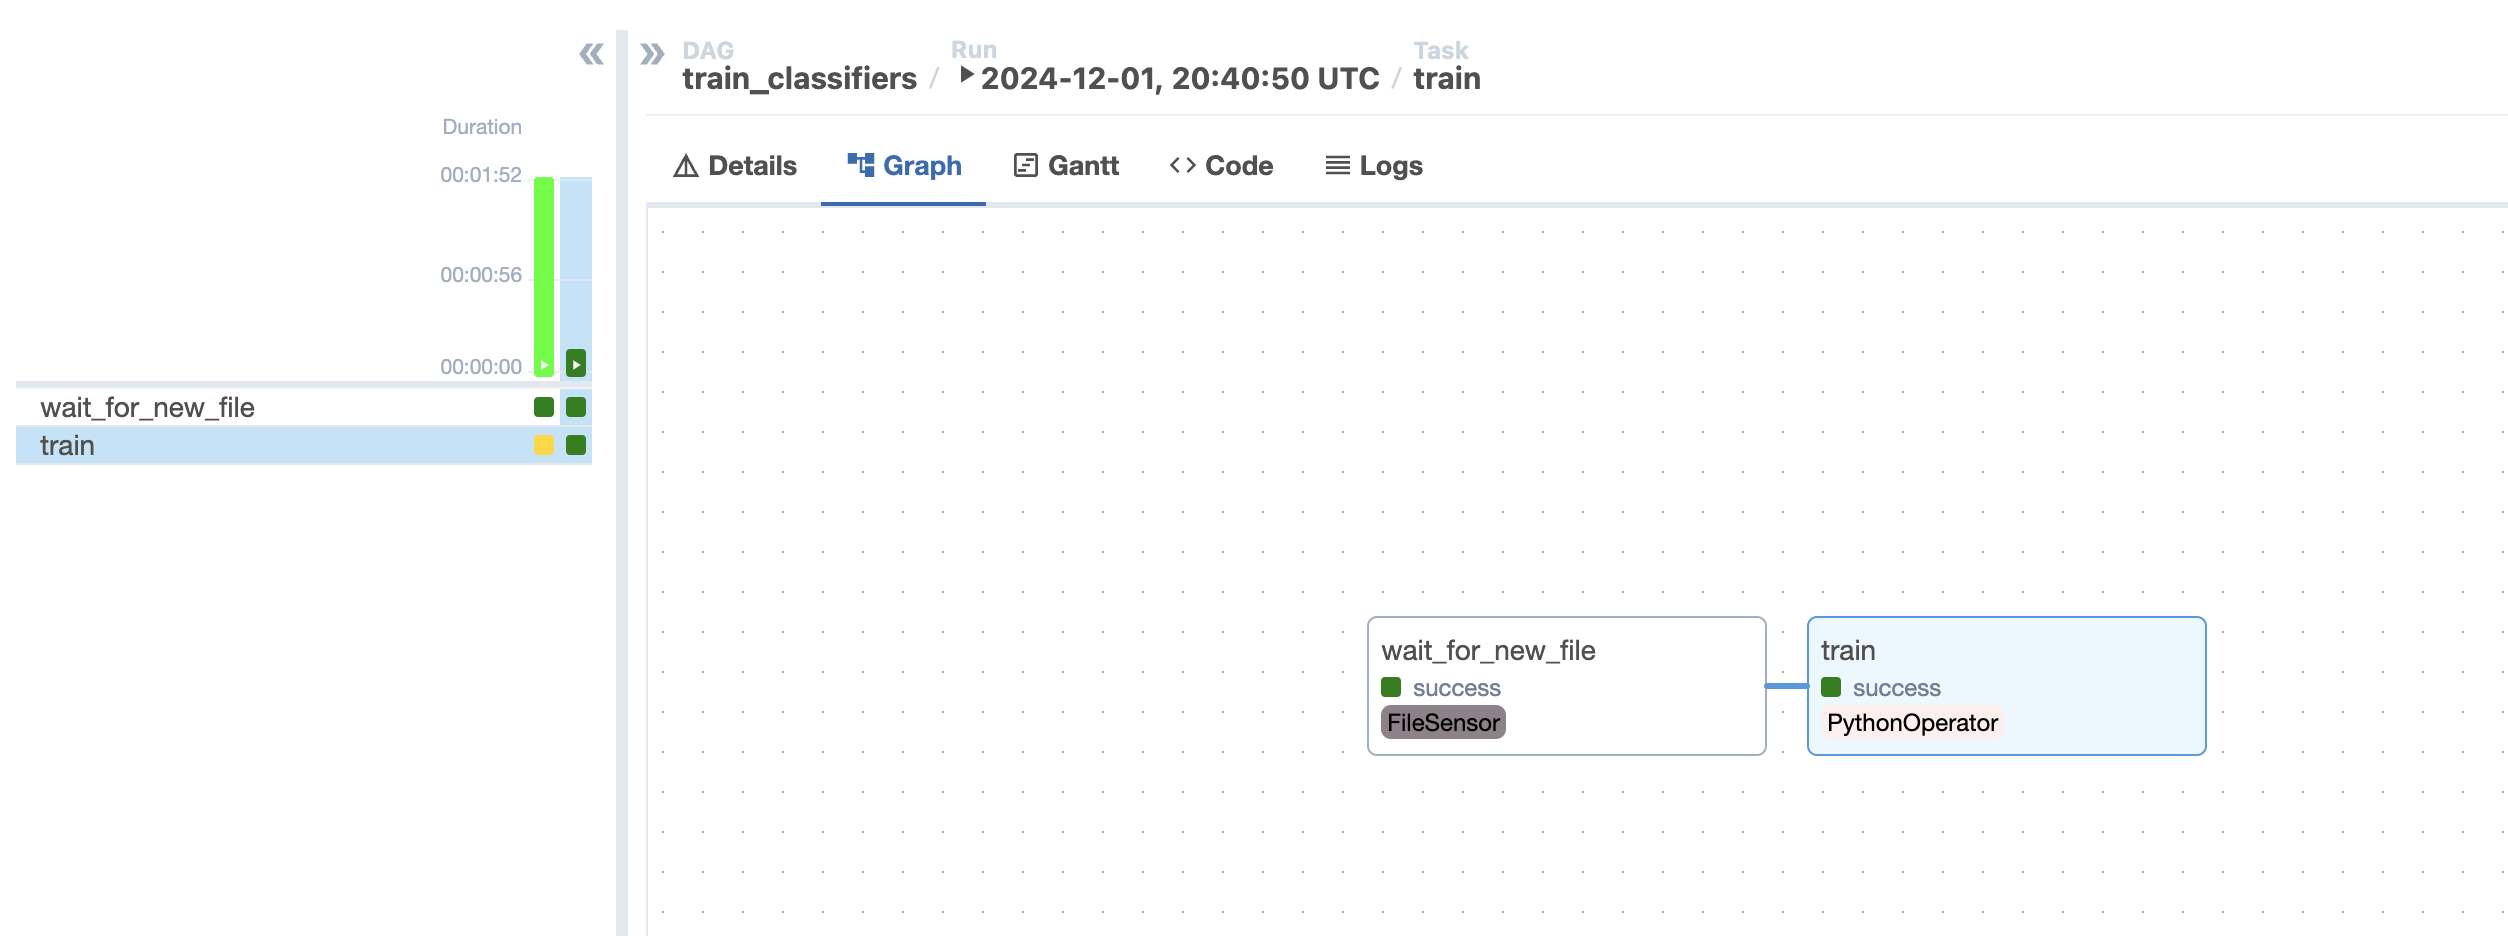 DAG
train_classifiers
/
Run
2024-12-01, 20:40:50 UTC
/
Task
train
Details
Graph
Gantt
Code
Logs
Duration
00:01:52
00:00:56
00:00:00
wait_for_new_file
train
wait_for_new_file
success
FileSensor
train
success
PythonOperator